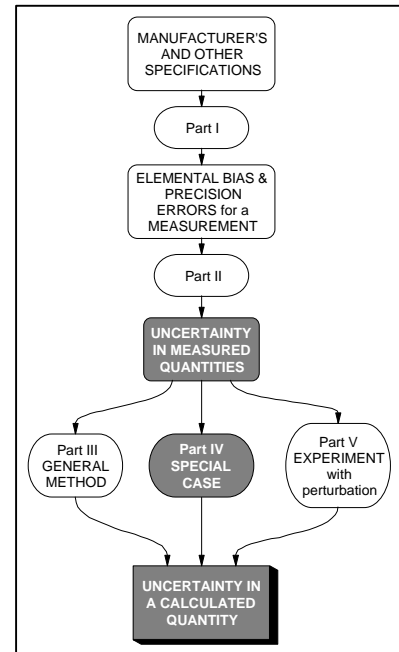 MANUFACTURER'S
AND OTHER
SPECIFICATIONS
Part I
ELEMENTAL BIAS &
PRECISION
ERRORS for a
MEASUREMENT
Part II
UNCERTAINTY
IN MEASURED
QUANTITIES
Part III
GENERAL
METHOD
Part IV
SPECIAL
CASE
Part V
EXPERIMENT
with
perturbation
UNCERTAINTY IN
A CALCULATED
QUANTITY